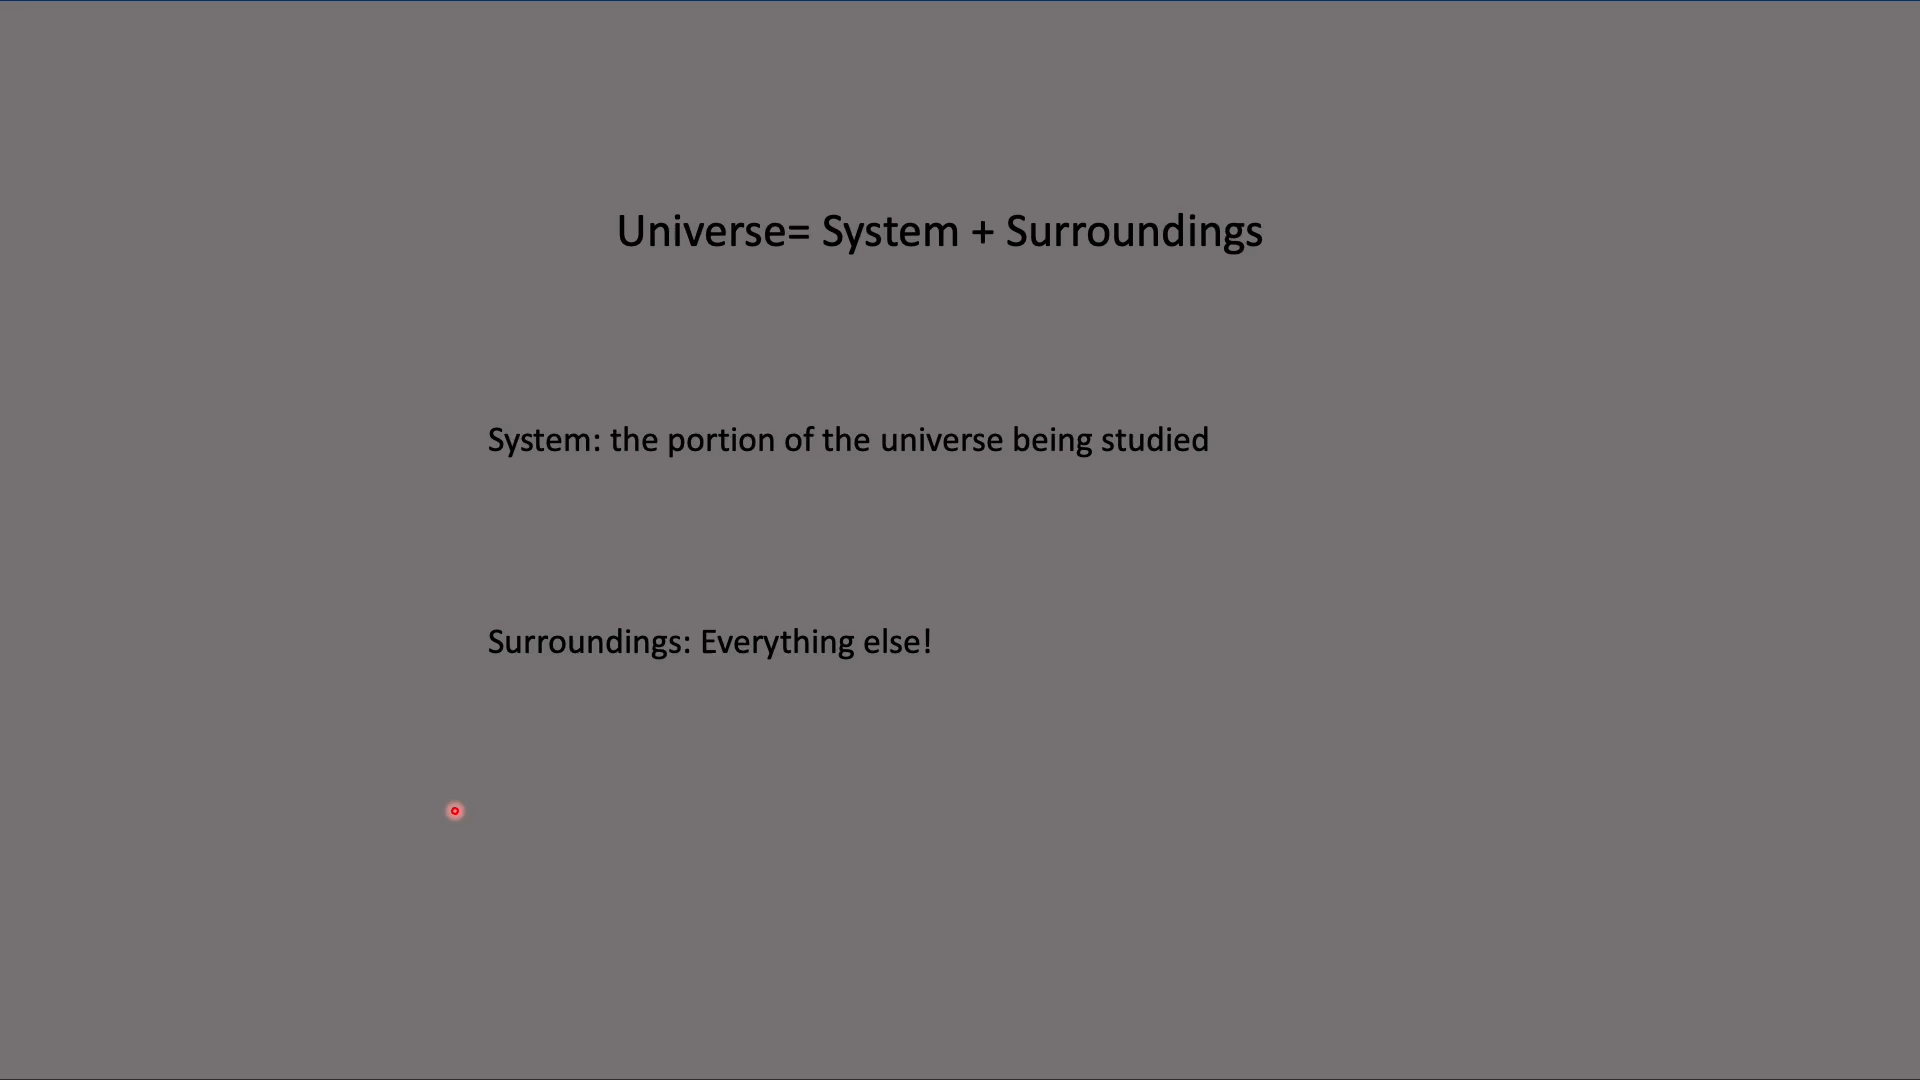 Universe= System + Surroundings
System: the portion of the universe being studied
Surroundings: Everything else!